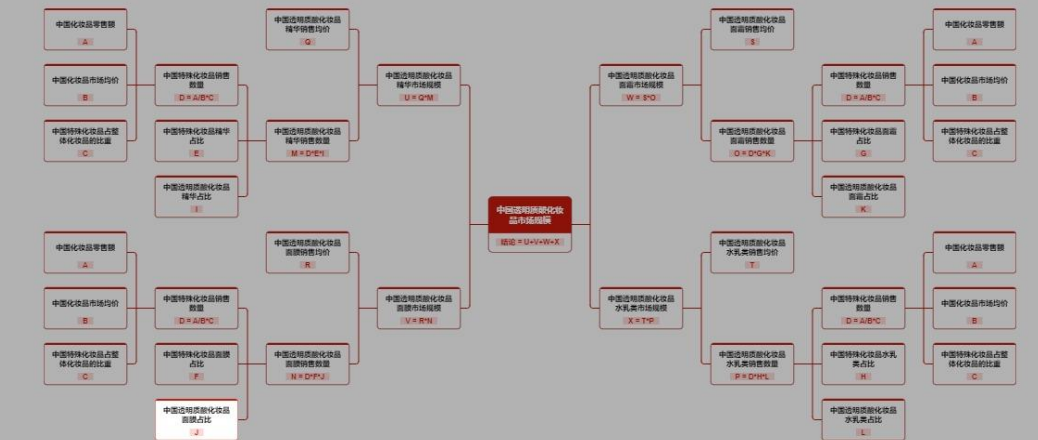 中国化妆品零售额
A
中国化妆品市场均价
B
中国特殊化妆品占整
体化妆品的比重
C
中国特殊化妆品销售
数量
D = A/B*C
中国特殊化妆品精华
占比
E
中国透明质酸化妆品
精华占比
I
中国透明质酸化妆品
精华销售均价
Q
中国透明质酸化妆品
精华销售数量
M = D*E*I
中国透明质酸化妆品
精华市场规模
U = Q*M
中国化妆品零售额
A
中国化妆品市场均价
B
中国特殊化妆品占整
体化妆品的比重
C
中国特殊化妆品销售
数量
D = A/B*C
中国特殊化妆品面膜
占比
F
中国透明质酸化妆品
面膜占比
J
中国透明质酸化妆品
面膜销售均价
R
中国透明质酸化妆品
面膜销售数量
N = D*F*J
中国透明质酸化妆品
面膜市场规模
V = R*N
中国透明质酸化妆
品市场规模
结论 = U+V+W+X
中国透明质酸化妆品
面霜市场规模
W = S*O
中国透明质酸化妆品
面霜销售均价
S
中国透明质酸化妆品
面霜销售数量
O = D*G*K
中国特殊化妆品销售
数量
D = A/B*C
中国特殊化妆品面霜
占比
G
中国透明质酸化妆品
面霜占比
K
中国化妆品零售额
A
中国化妆品市场均价
B
中国特殊化妆品占整
体化妆品的比重
C
中国透明质酸化妆品
水乳类市场规模
X = T*P
中国透明质酸化妆品
水乳类销售均价
T
中国透明质酸化妆品
水乳类销售数量
P = D*H*L
中国特殊化妆品销售
数量
D = A/B*C
中国特殊化妆品水乳
类占比
H
中国透明质酸化妆品
水乳类占比
L
中国化妆品零售额
A
中国化妆品市场均价
B
中国特殊化妆品占整
体化妆品的比重
C